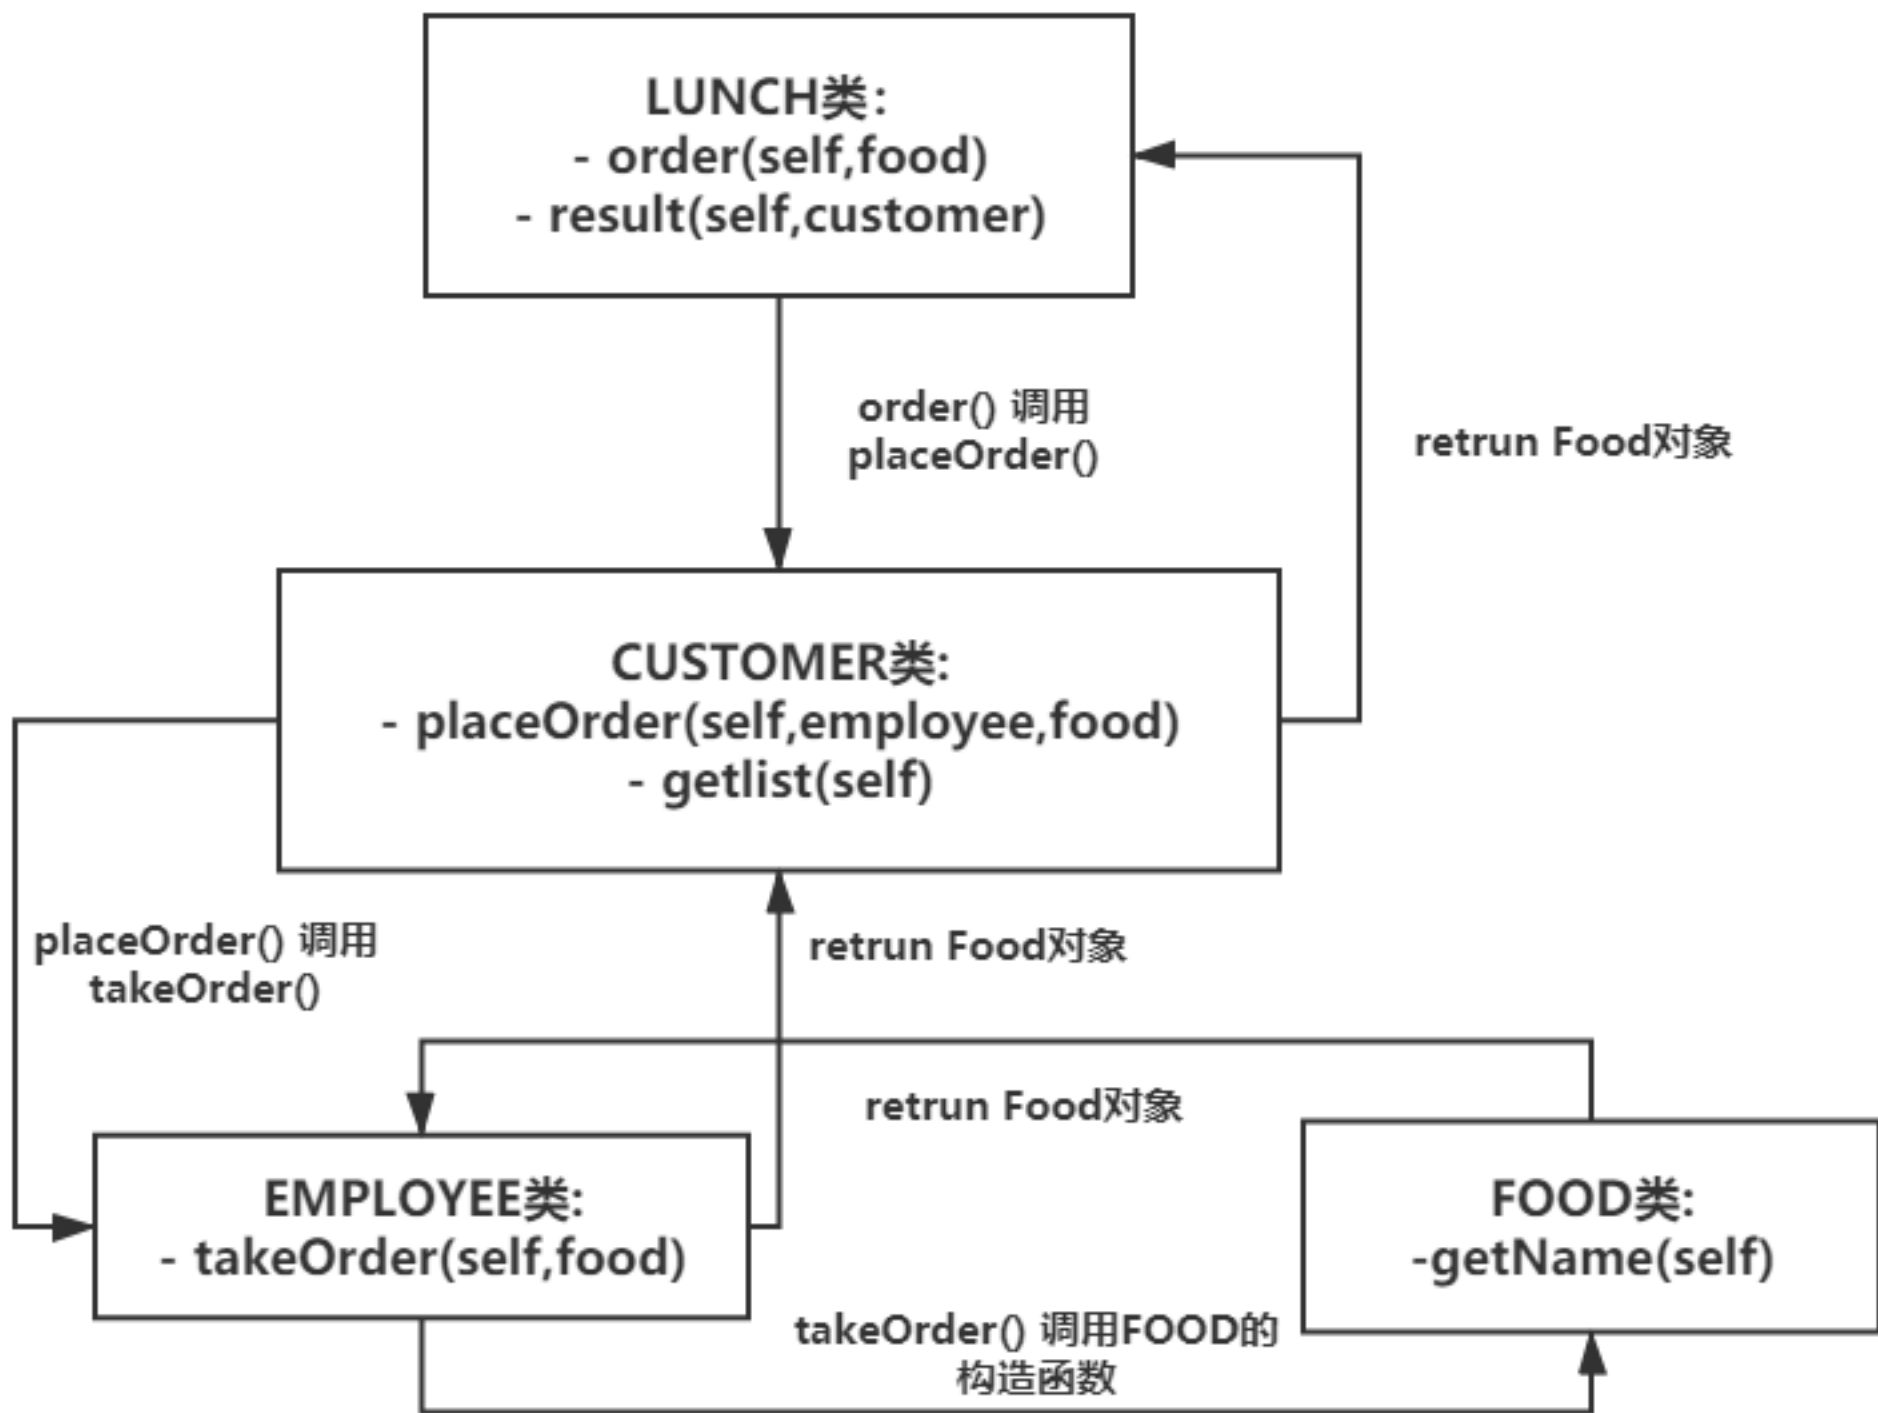 LUNCH类:
- order(self,food)
- result(self,customer)
order() 调用
placeOrder()
retrun Food对象
CUSTOMER类:
- placeOrder(self,employee,food)
- getlist(self)
placeOrder() 调用
takeOrder()
retrun Food对象
retrun Food对象
EMPLOYEE类:
- takeOrder(self,food)
FOOD类:
-getName(self)
takeOrder() 调用FOOD的
构造函数